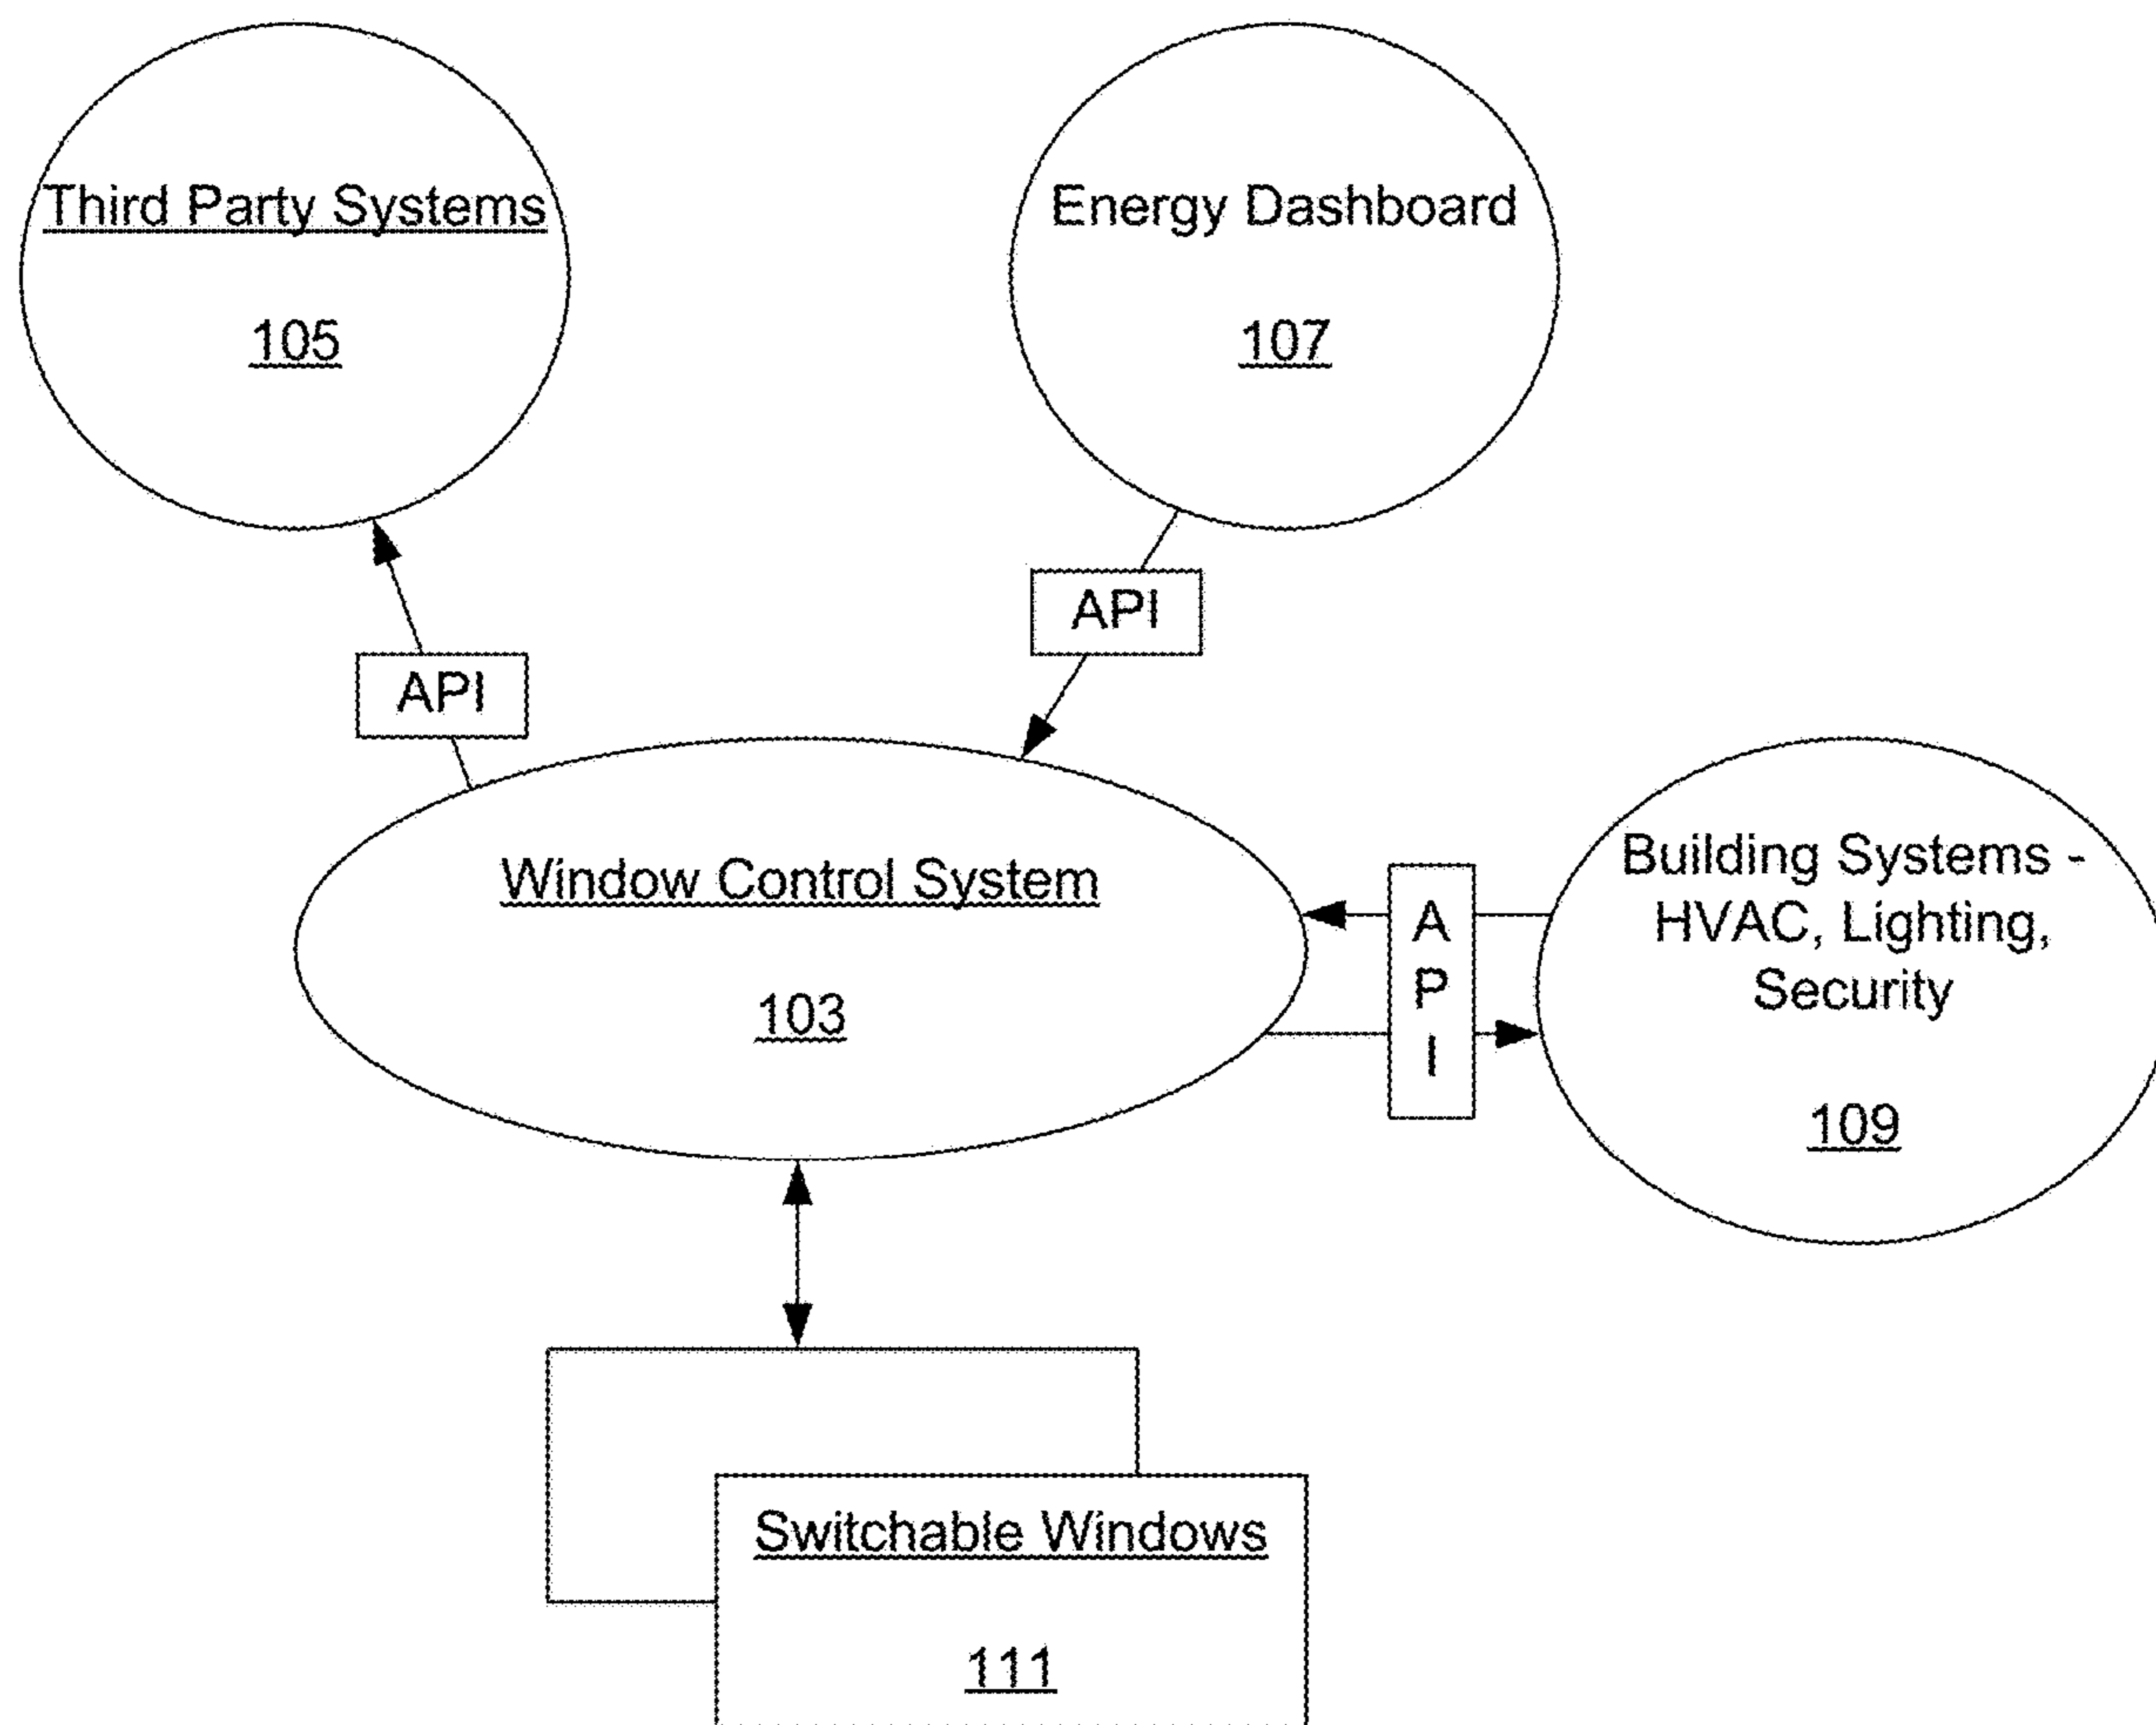 Third Party Systems
105
Energy Dashboard
107
API
API
Window Control System
103
A
P
I
Building Systems -
HVAC, Lighting,
Security
109
Switchable Windows
111